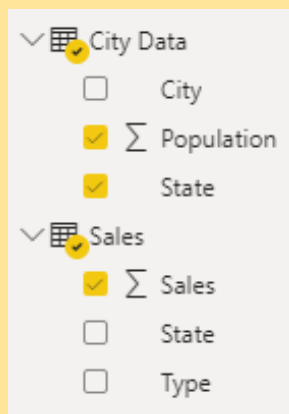 City Data
City
Σ Population
State
Sales
Σ Sales
State
Type